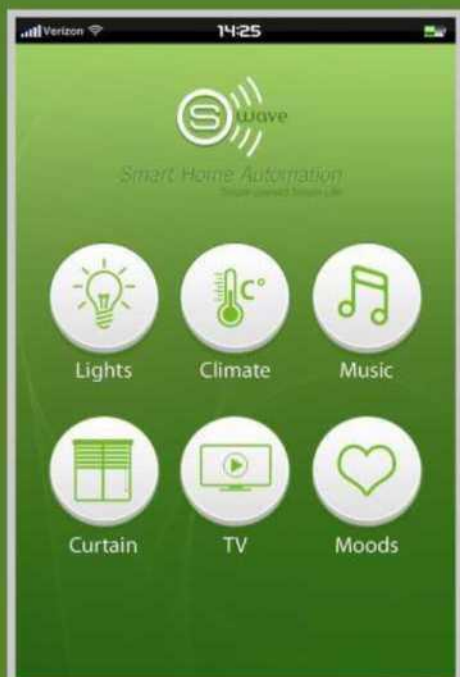 Verizon 14:25
S wave
Smart Home Automation
Lights Climate Music
C°
Curtain TV Moods